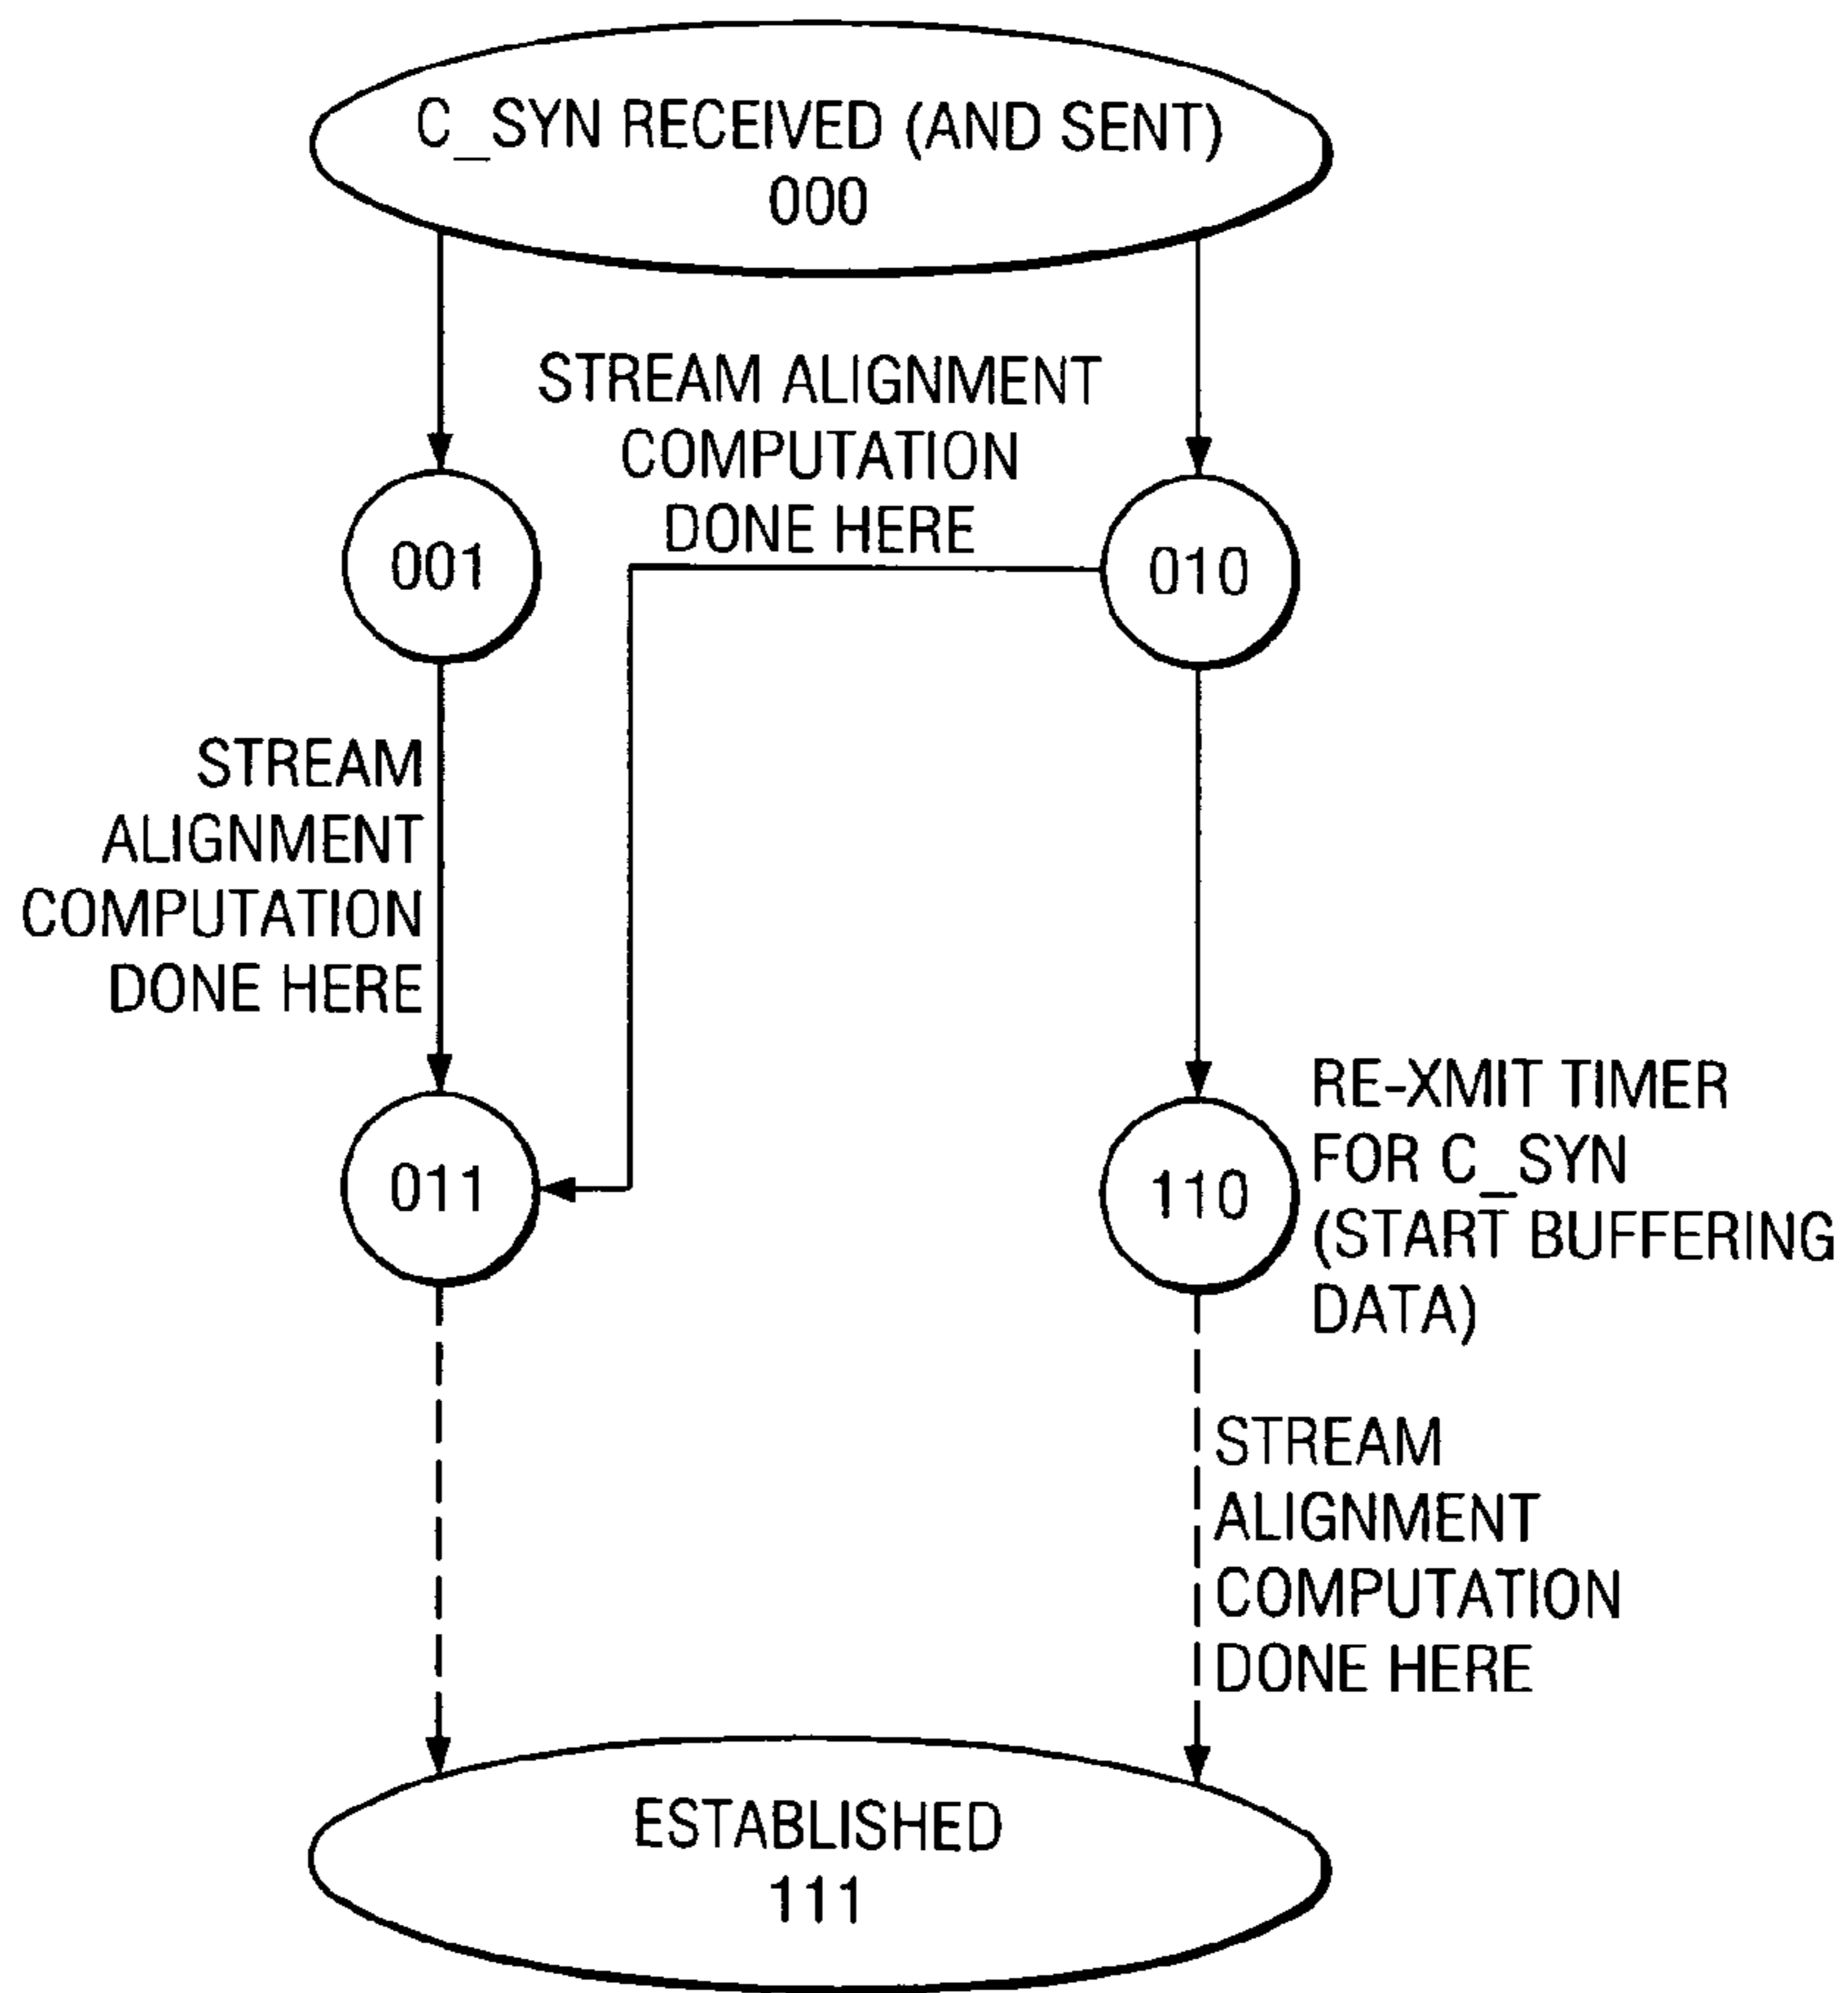 C_SYN RECEIVED (AND SENT)
000
STREAM ALIGNMENT
COMPUTATION
DONE HERE
001
010
STREAM
ALIGNMENT
COMPUTATION
DONE HERE
011
110
RE-XMIT TIMER
FOR C_SYN
(START BUFFERING
DATA)
STREAM
ALIGNMENT
COMPUTATION
DONE HERE
ESTABLISHED
111